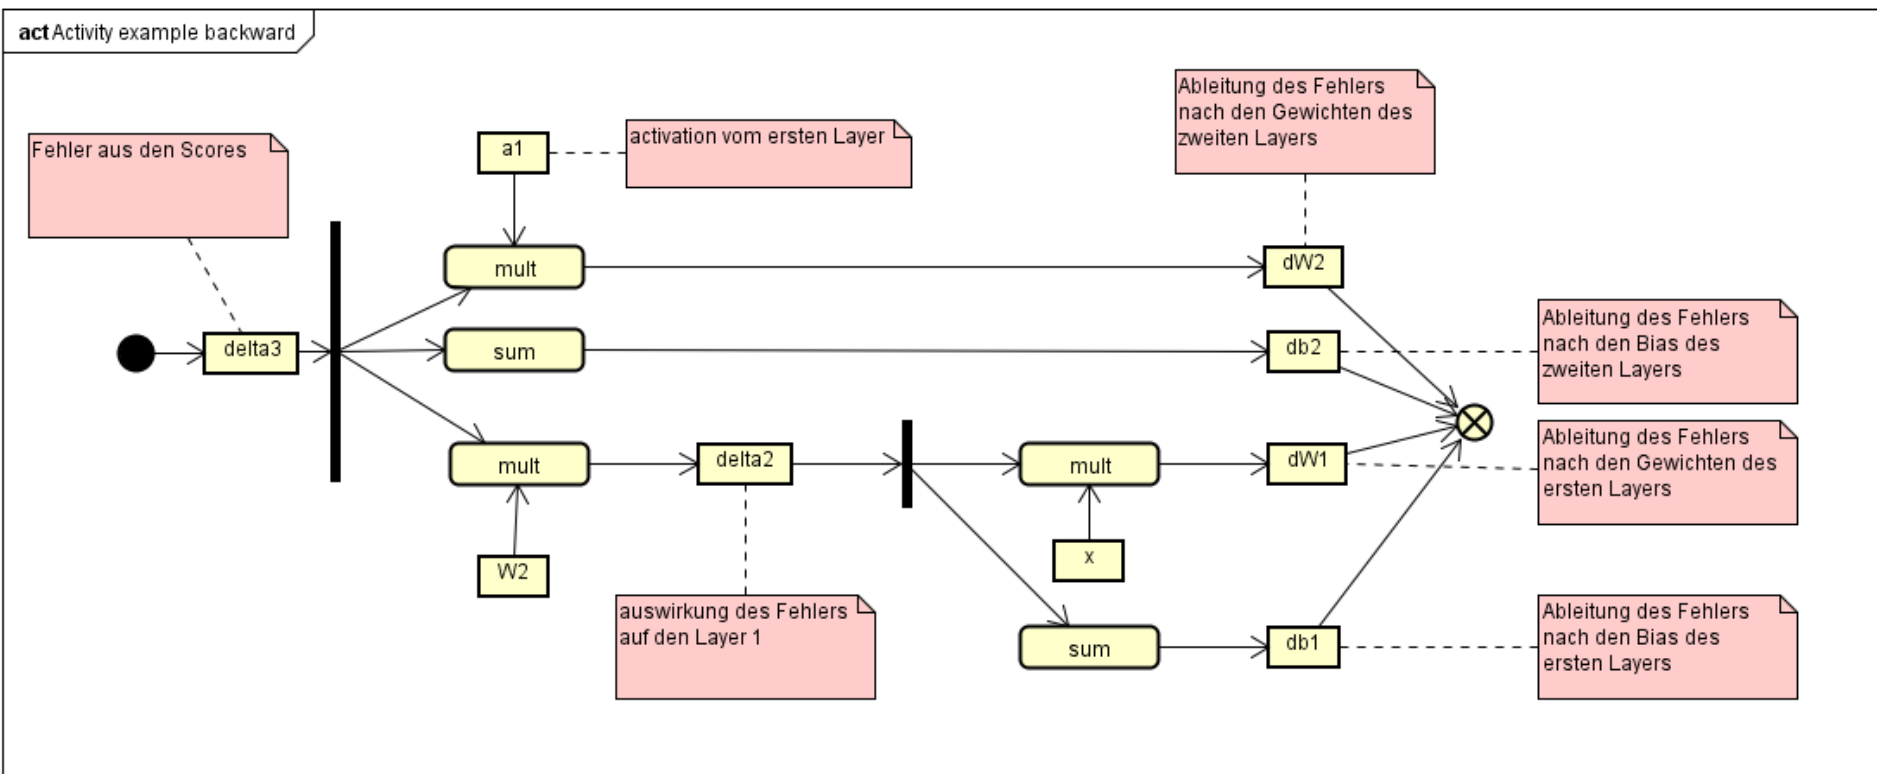 act Activity example backward
Ableitung des Fehlers
nach den Gewichten des
zweiten Layers
Fehler aus den Scores
a1
activation vom ersten Layer
mult
dW2
delta3
sum
db2
Ableitung des Fehlers
nach den Bias des
zweiten Layers
mult
delta2
mult
dW1
Ableitung des Fehlers
nach den Gewichten des
ersten Layers
W2
x
auswirkung des Fehlers
auf den Layer 1
sum
db1
Ableitung des Fehlers
nach den Bias des
ersten Layers